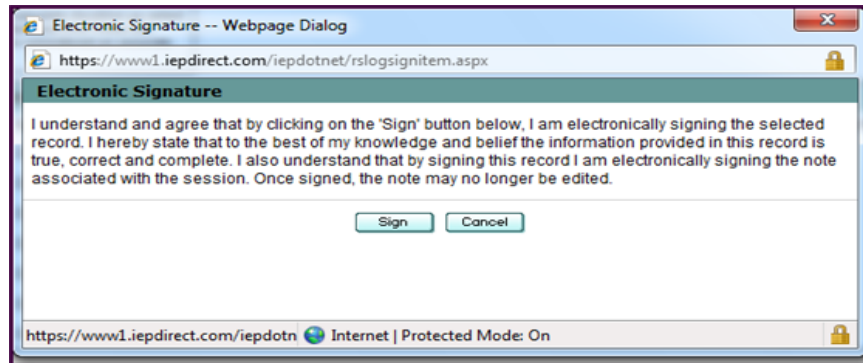 Electronic Signature -- Webpage Dialog
https://www1.iepdirect.com/iepdotnet/rslogsignitem.aspx
Electronic Signature
I understand and agree that by clicking on the 'Sign' button below, I am electronically signing the selected
record. I hereby state that to the best of my knowledge and belief the information provided in this record is
true, correct and complete. I also understand that by signing this record I am electronically signing the note
associated with the session. Once signed, the note may no longer be edited.
Sign Cancel
https://www1.iepdirect.com/iepdotn Internet | Protected Mode: On